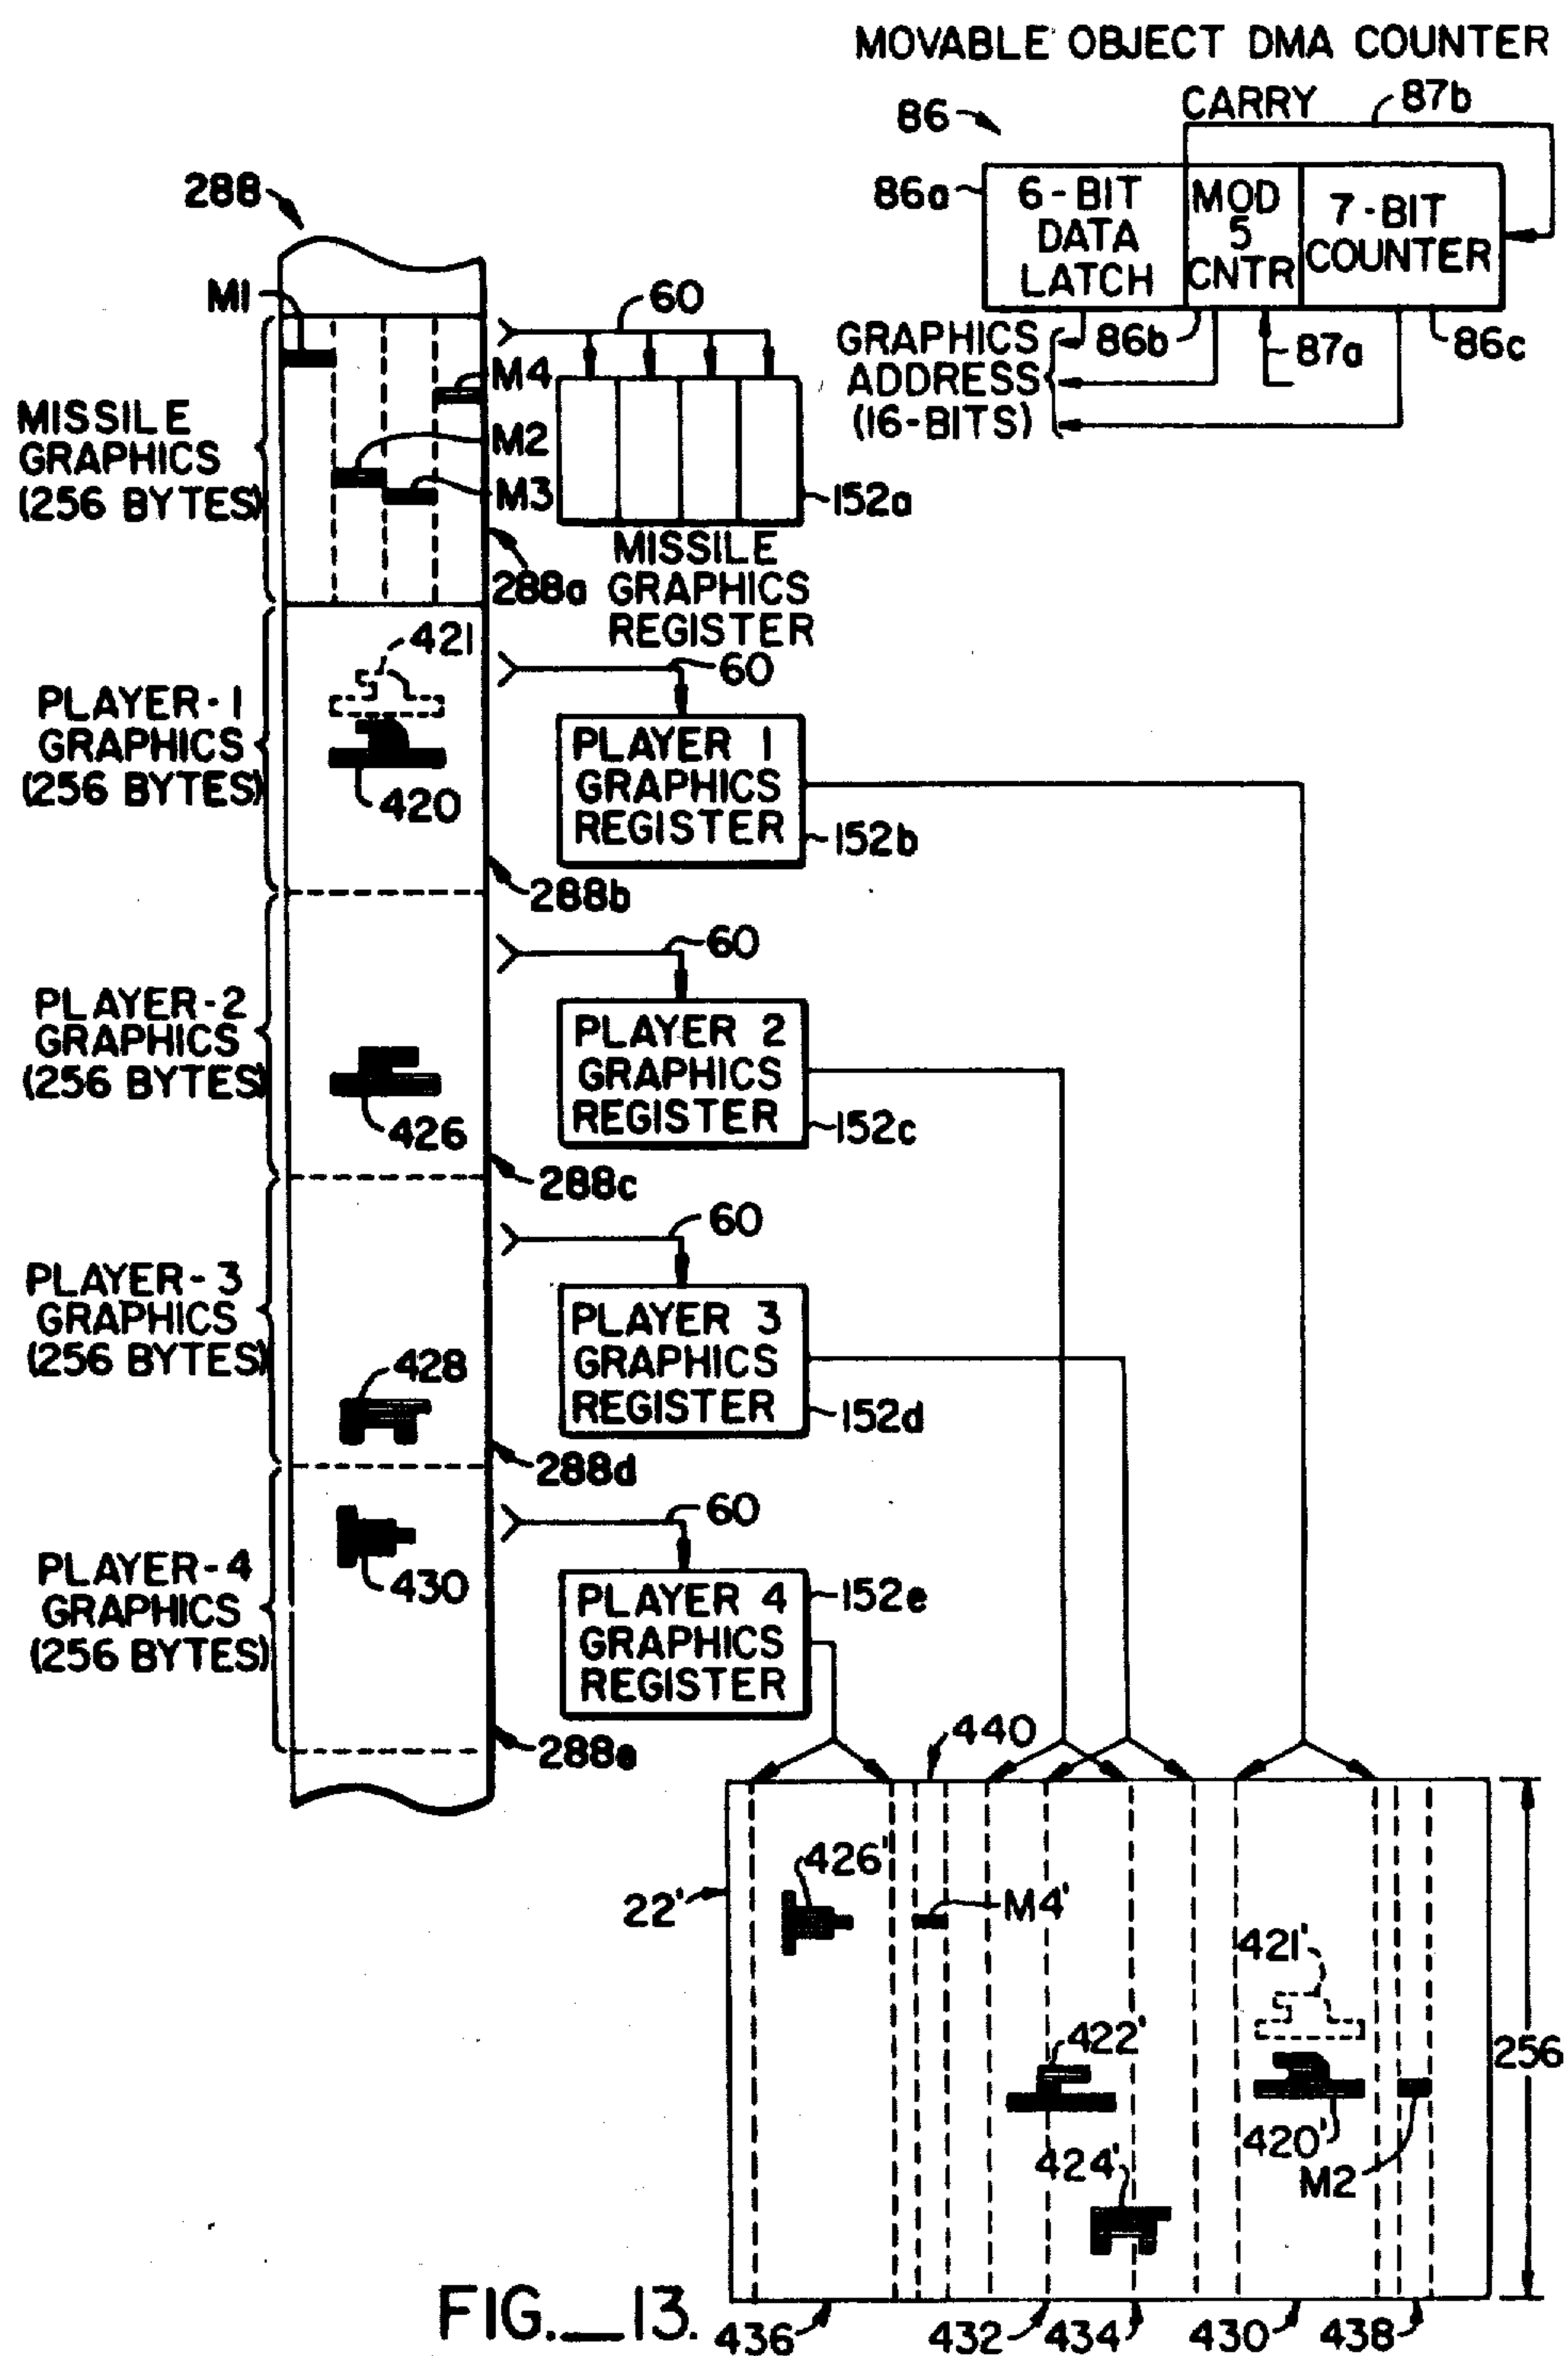 MOVABLE OBJECT DMA COUNTER
CARRY
87b
86
86a
6-BIT
DATA
LATCH
MOD
5
CNTR
7-BIT
COUNTER
GRAPHICS
ADDRESS
(16-BITS)
86b
87a
86c
288
M1
60
M4
M2
M3
MISSILE
GRAPHICS
(256 BYTES)
152a
MISSILE
GRAPHICS
REGISTER
288a
421
60
PLAYER-1
GRAPHICS
(256 BYTES)
420
PLAYER 1
GRAPHICS
REGISTER
152b
288b
60
PLAYER-2
GRAPHICS
(256 BYTES)
426
PLAYER 2
GRAPHICS
REGISTER
152c
288c
60
PLAYER-3
GRAPHICS
(256 BYTES)
428
PLAYER 3
GRAPHICS
REGISTER
152d
288d
60
PLAYER-4
GRAPHICS
(256 BYTES)
430
PLAYER 4
GRAPHICS
REGISTER
152e
288e
440
22'
426'
M4'
421'
422'
256
420'
424'
M2
FIG._13.
436
432
434
430
438